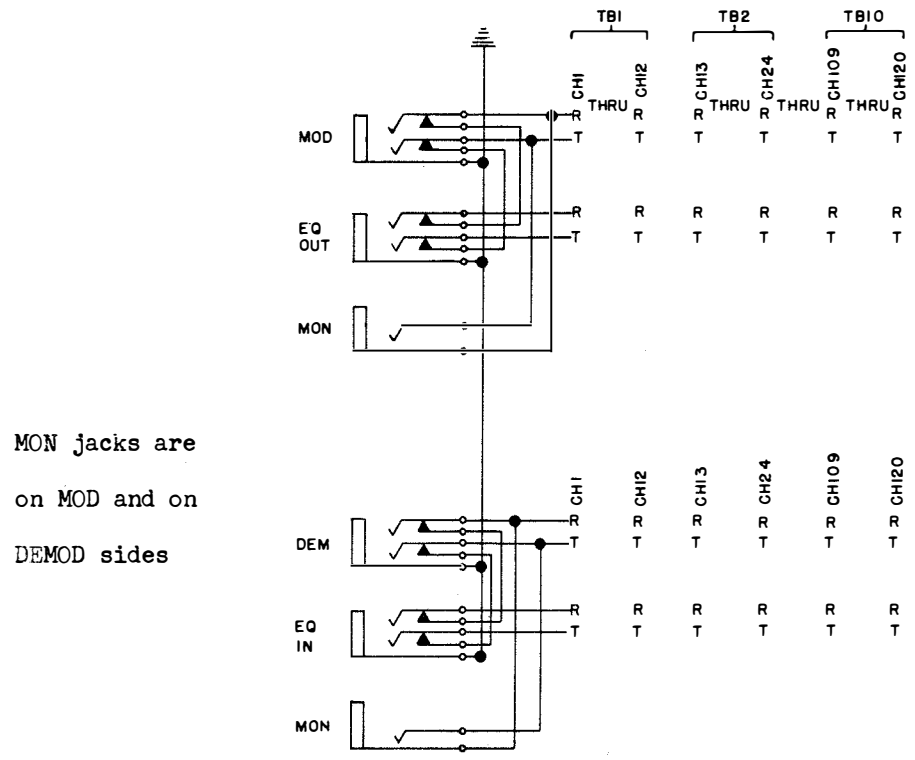 TB1 TB2 TB10
CH1 CH12 CH13 CH24 CH109 CH120
THRU THRU THRU THRU
MOD R R R R R R
T T T T T T
EQ OUT R R R R R R
T T T T T T
MON
MON jacks are
on MOD and on
DEMOD sides
CH1 CH12 CH13 CH24 CH109 CH120
DEM R R R R R R
T T T T T T
EQ IN R R R R R R
T T T T T T
MON